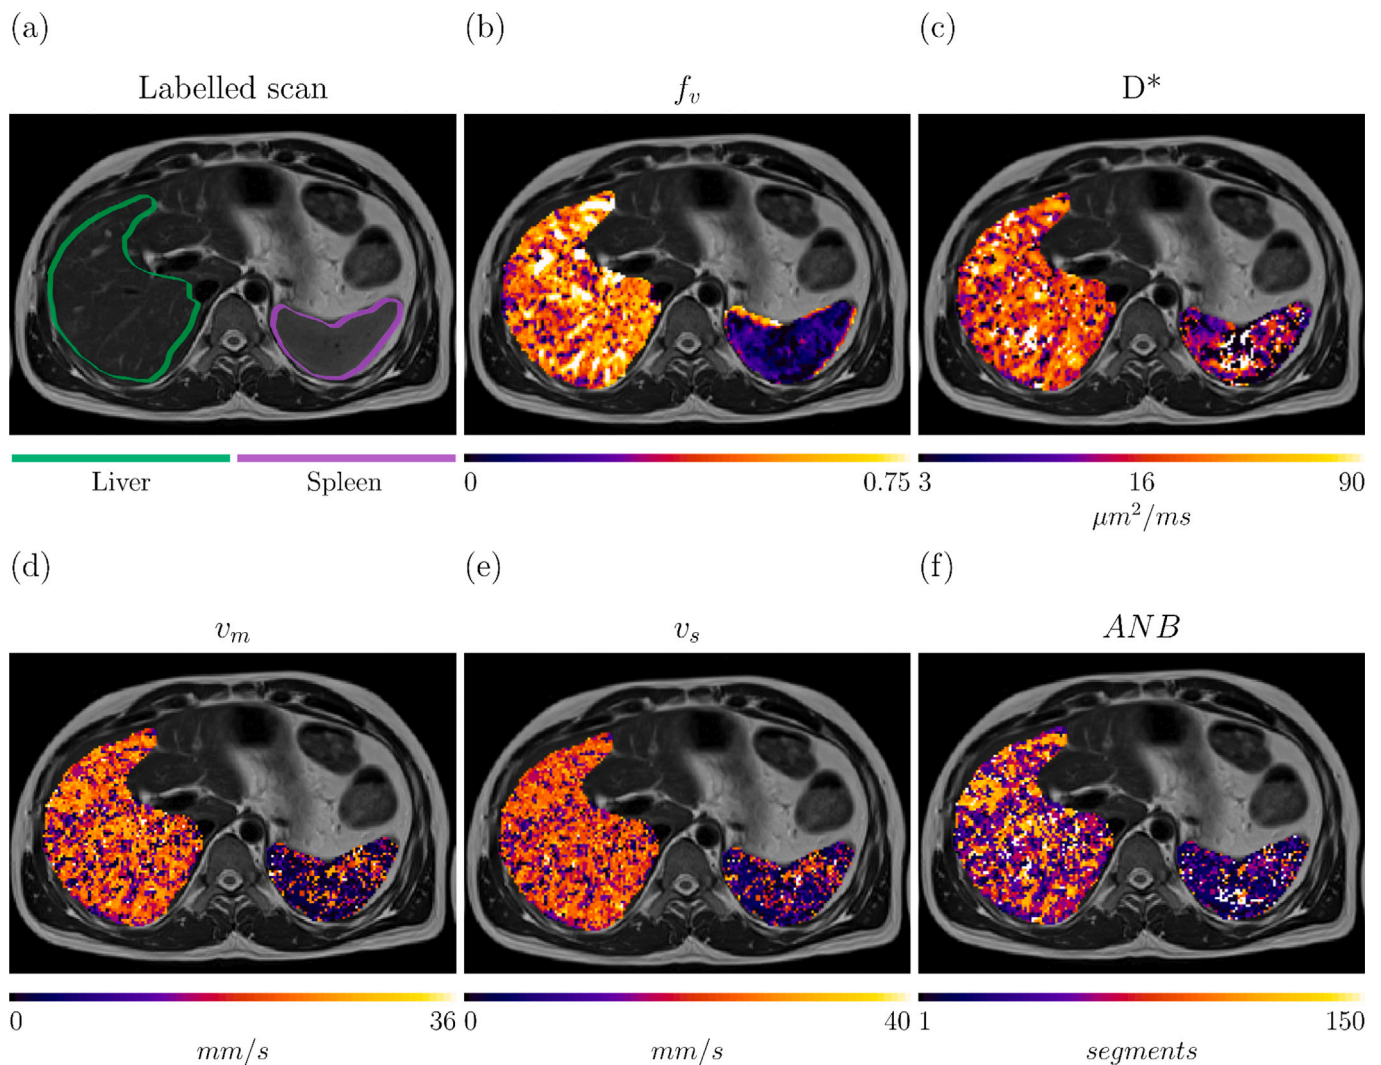 (a) (b) (c)
Labelled scan f_v D*
Liver Spleen 0 0.75 3 16 90
μm²/ms
(d) (e) (f)
v_m v_s ANB
0 36 0 40 1 150
mm/s mm/s segments